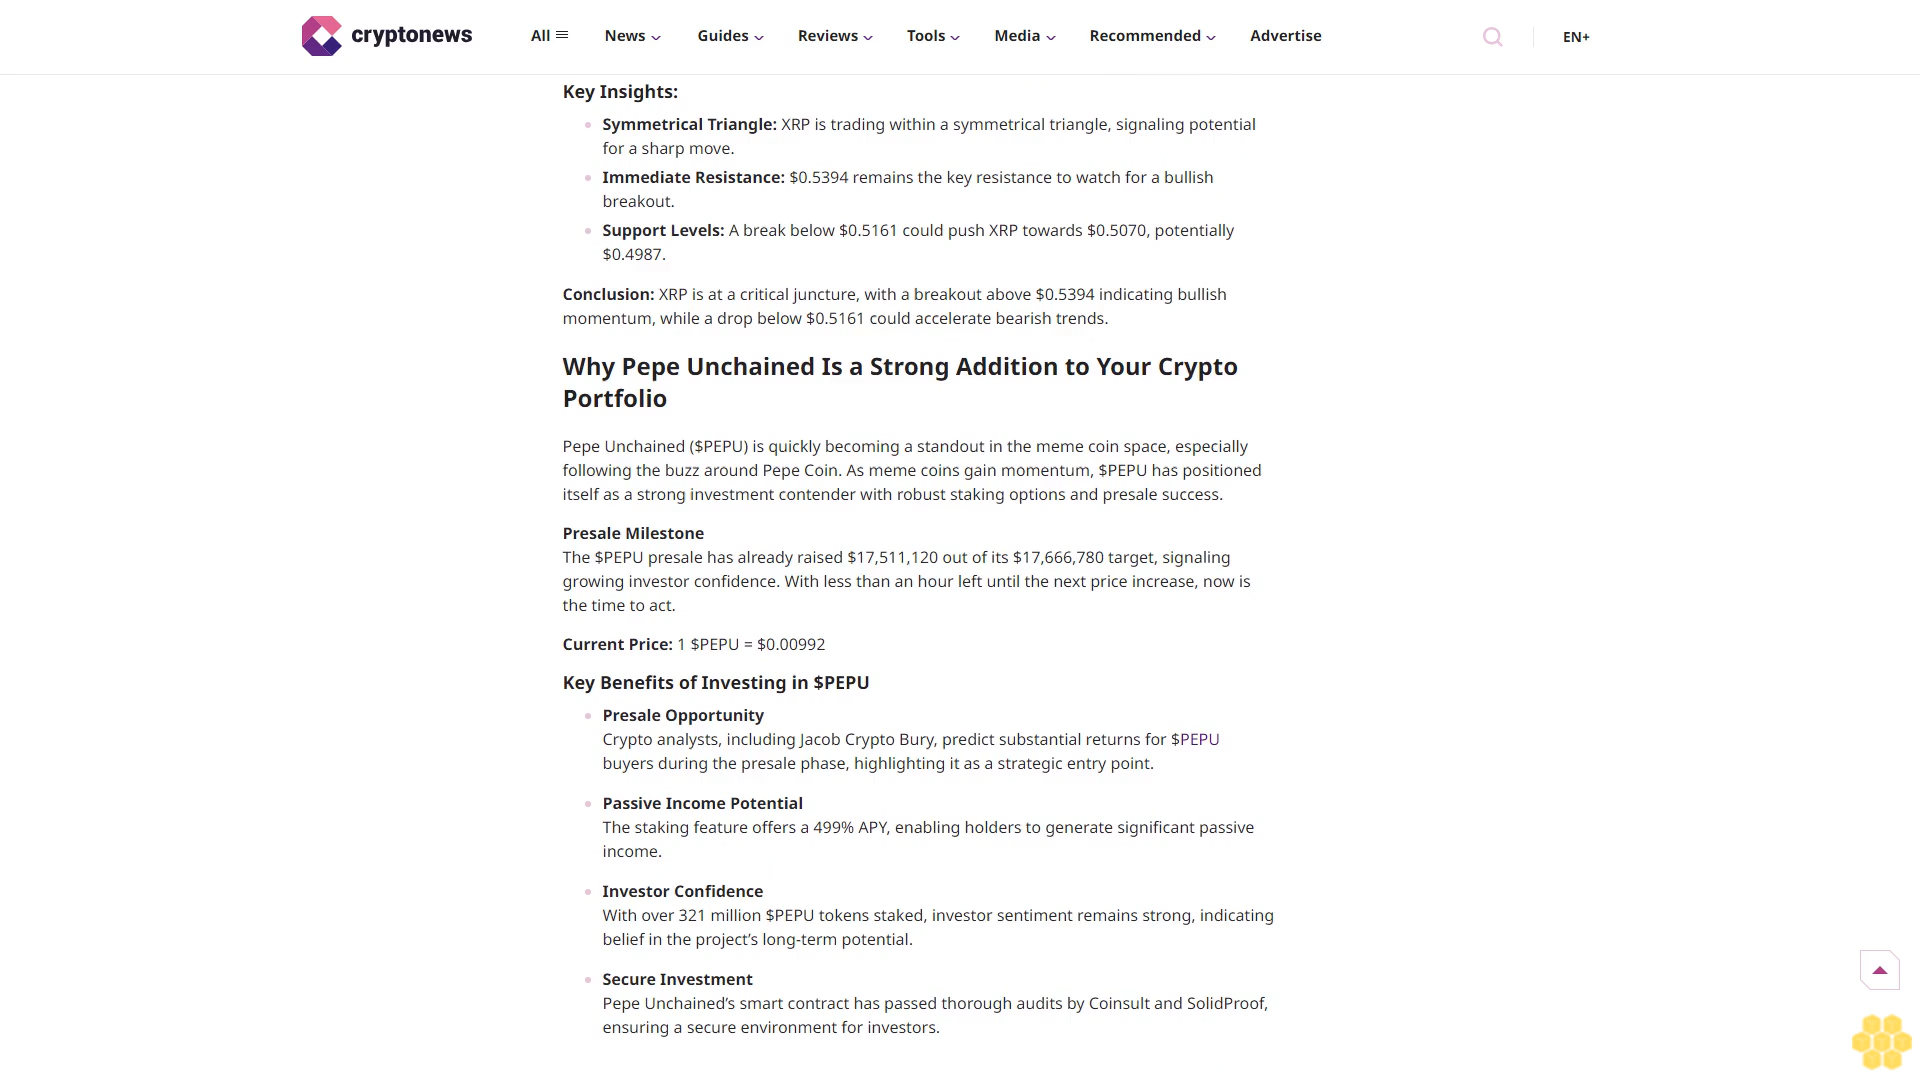 cryptonews
All
News
Guides
Reviews
Tools
Media
Recommended
Advertise
EN+
Key Insights:
Symmetrical Triangle: XRP is trading within a symmetrical triangle, signaling potential
for a sharp move.
Immediate Resistance: $0.5394 remains the key resistance to watch for a bullish
breakout.
Support Levels: A break below $0.5161 could push XRP towards $0.5070, potentially
$0.4987.
Conclusion: XRP is at a critical juncture, with a breakout above $0.5394 indicating bullish
momentum, while a drop below $0.5161 could accelerate bearish trends.
Why Pepe Unchained Is a Strong Addition to Your Crypto
Portfolio
Pepe Unchained ($PEPU) is quickly becoming a standout in the meme coin space, especially
following the buzz around Pepe Coin. As meme coins gain momentum, $PEPU has positioned
itself as a strong investment contender with robust staking options and presale success.
Presale Milestone
The $PEPU presale has already raised $17,511,120 out of its $17,666,780 target, signaling
growing investor confidence. With less than an hour left until the next price increase, now is
the time to act.
Current Price: 1 $PEPU = $0.00992
Key Benefits of Investing in $PEPU
Presale Opportunity
Crypto analysts, including Jacob Crypto Bury, predict substantial returns for $PEPU
buyers during the presale phase, highlighting it as a strategic entry point.
Passive Income Potential
The staking feature offers a 499% APY, enabling holders to generate significant passive
income.
Investor Confidence
With over 321 million $PEPU tokens staked, investor sentiment remains strong, indicating
belief in the project’s long-term potential.
Secure Investment
Pepe Unchained’s smart contract has passed thorough audits by Coinsult and SolidProof,
ensuring a secure environment for investors.